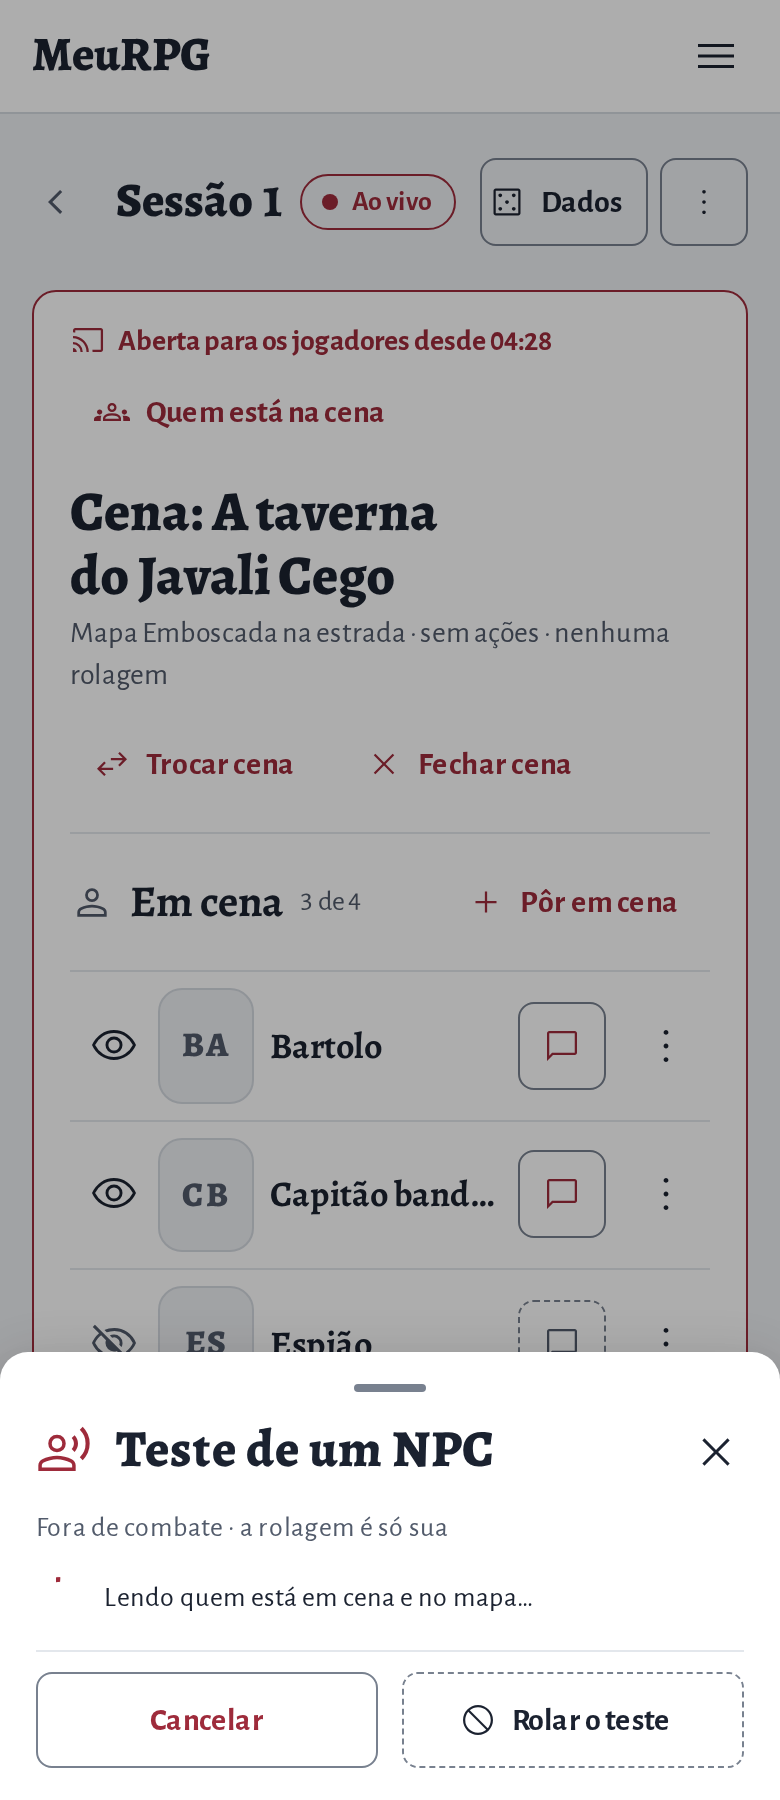 MeuRPG
Sessão 1
Ao vivo
Dados
Aberta para os jogadores desde 04:28
Quem está na cena
Cena: A taverna
do Javali Cego
Mapa Emboscada na estrada · sem ações · nenhuma
rolagem
Trocar cena
Fechar cena
Em cena
3 de 4
Pôr em cena
BA
Bartolo
CB
Capitão band...
ES
Espião
Teste de um NPC
Fora de combate · a rolagem é só sua
Lendo quem está em cena e no mapa...
Cancelar
Rolar o teste